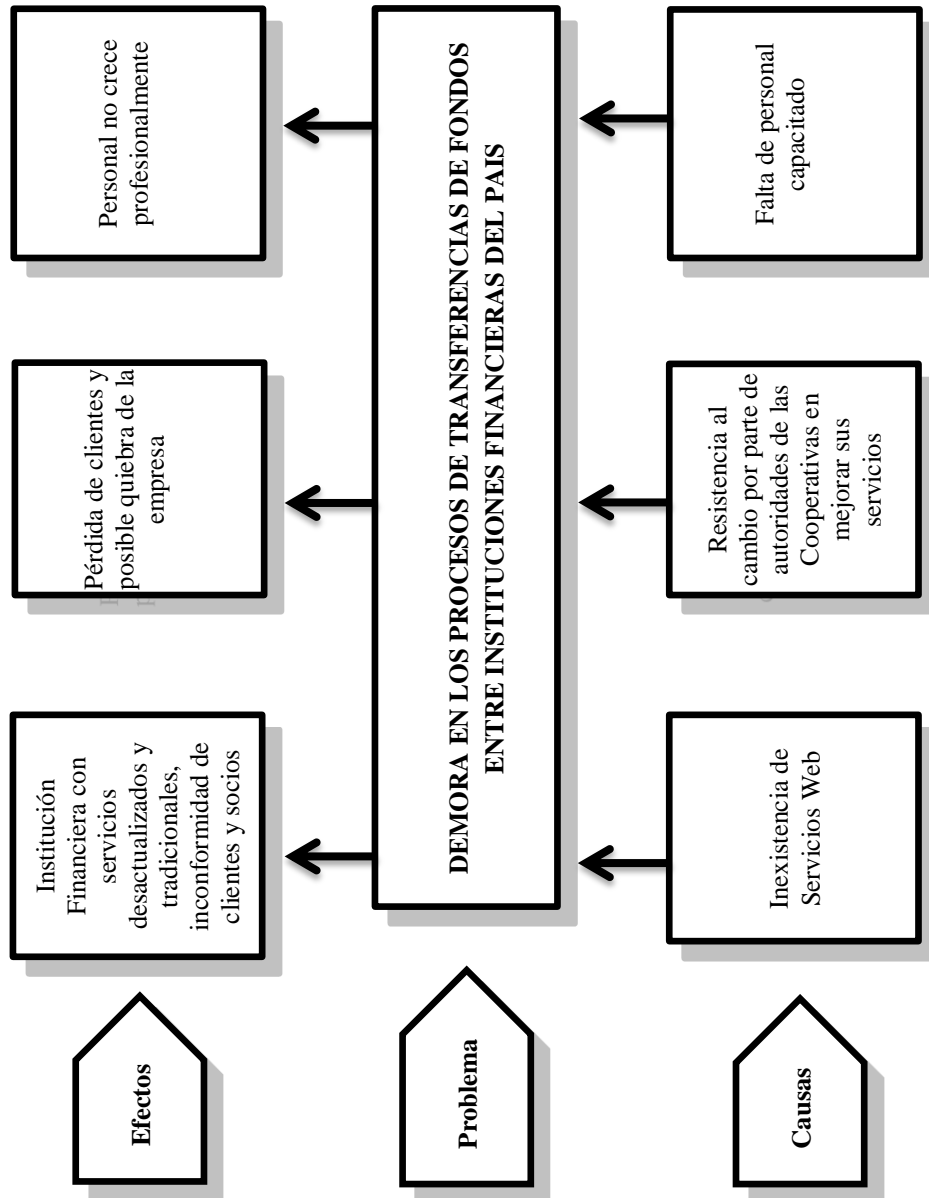 Efectos
Institución
Financiera con
servicios
desactualizados y
tradicionales,
inconformidad de
clientes y socios
Pérdida de clientes y
posible quiebra de la
empresa
Personal no crece
profesionalmente
Problema
DEMORA EN LOS PROCESOS DE TRANSFERENCIAS DE FONDOS
ENTRE INSTITUCIONES FINANCIERAS DEL PAIS
Causas
Inexistencia de
Servicios Web
Resistencia al
cambio por parte de
autoridades de las
Cooperativas en
mejorar sus
servicios
Falta de personal
capacitado